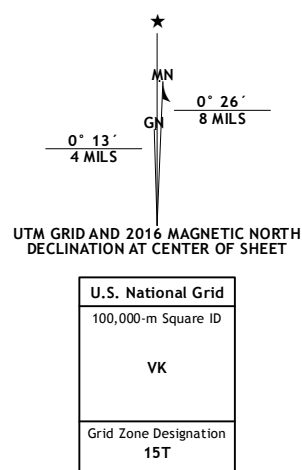 ★
MN
0° 26´
8 MILS
GN
0° 13´
4 MILS
UTM GRID AND 2016 MAGNETIC NORTH
DECLINATION AT CENTER OF SHEET
U.S. National Grid
100,000-m Square ID
VK
Grid Zone Designation
15T